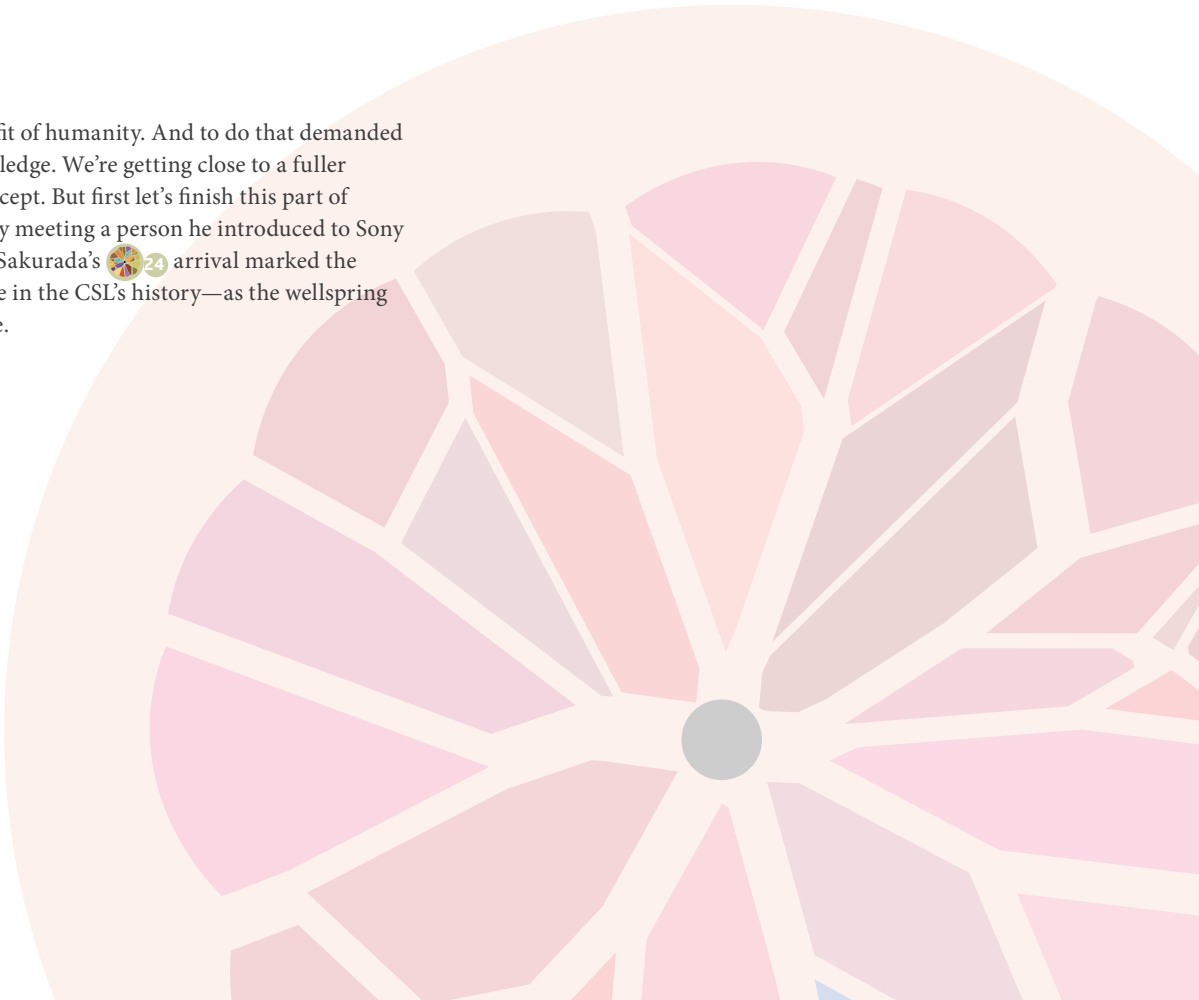 fit of humanity. And to do that demanded
ledge. We’re getting close to a fuller
cept. But first let’s finish this part of
y meeting a person he introduced to Sony
Sakurada’s 24 arrival marked the
e in the CSL’s history—as the wellspring
e.